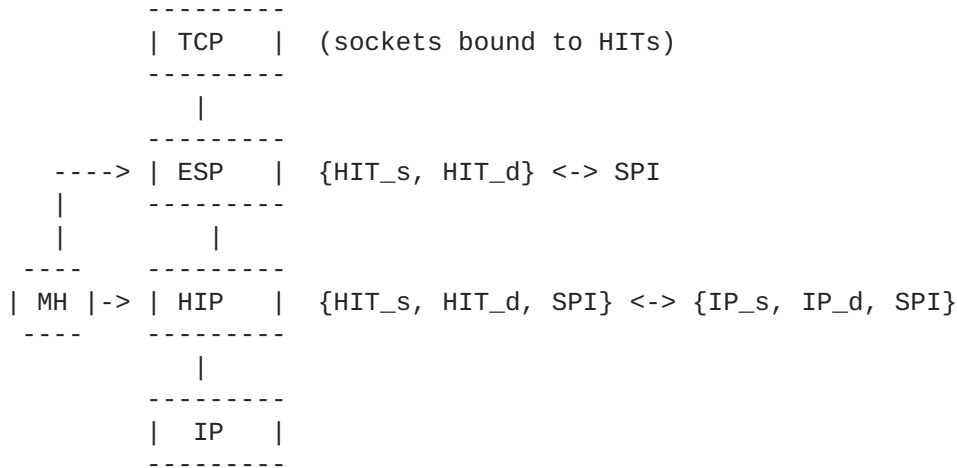 ---------
| TCP | (sockets bound to HITs)
---------
|
---------
----> | ESP | {HIT_s, HIT_d} <-> SPI
| ---------
| |
---- ---------
| MH |-> | HIP | {HIT_s, HIT_d, SPI} <-> {IP_s, IP_d, SPI}
---- ---------
|
---------
| IP |
---------